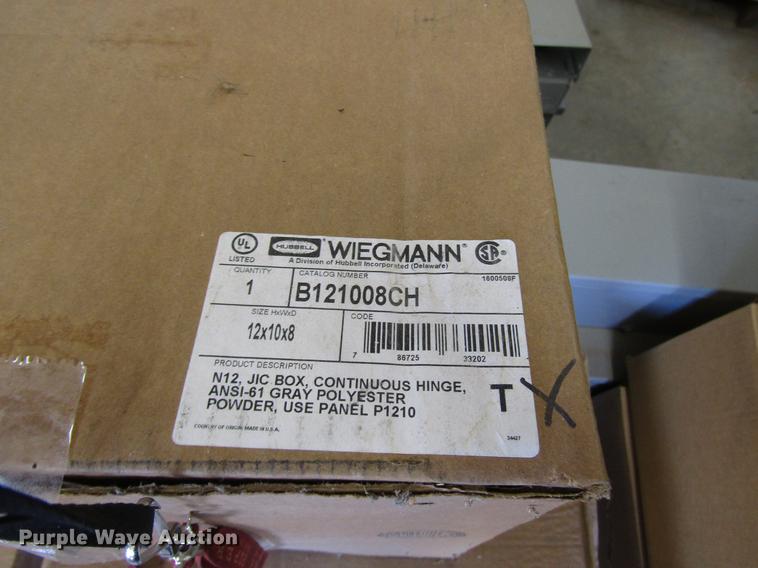 UL
LISTED
HUBBELL
WIEGMANN®
A Division of Hubbell Incorporated (Delaware)
QUANTITY
1
CATALOG NUMBER
1600508F
B121008CH
SIZE HxWxD
12x10x8
CODE
7 86725 33202
PRODUCT DESCRIPTION
N12, JIC BOX, CONTINUOUS HINGE,
ANSI-61 GRAY POLYESTER
POWDER, USE PANEL P1210
T X
COUNTRY OF ORIGIN: MADE IN U.S.A.
Purple Wave Auction